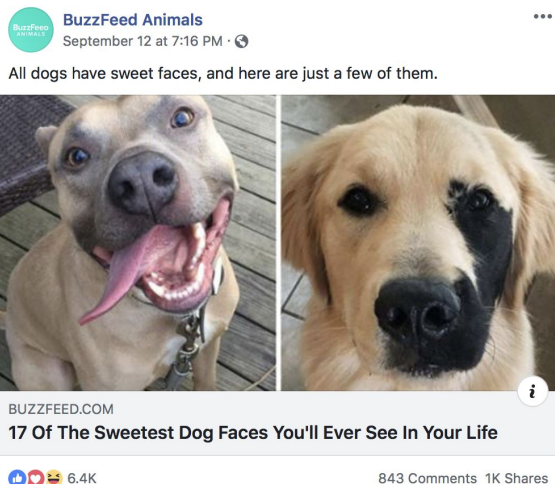 BuzzFeed
ANIMALS
BuzzFeed Animals
September 12 at 7:16 PM ·
All dogs have sweet faces, and here are just a few of them.
i
BUZZFEED.COM
17 Of The Sweetest Dog Faces You'll Ever See In Your Life
6.4K
843 Comments 1K Shares